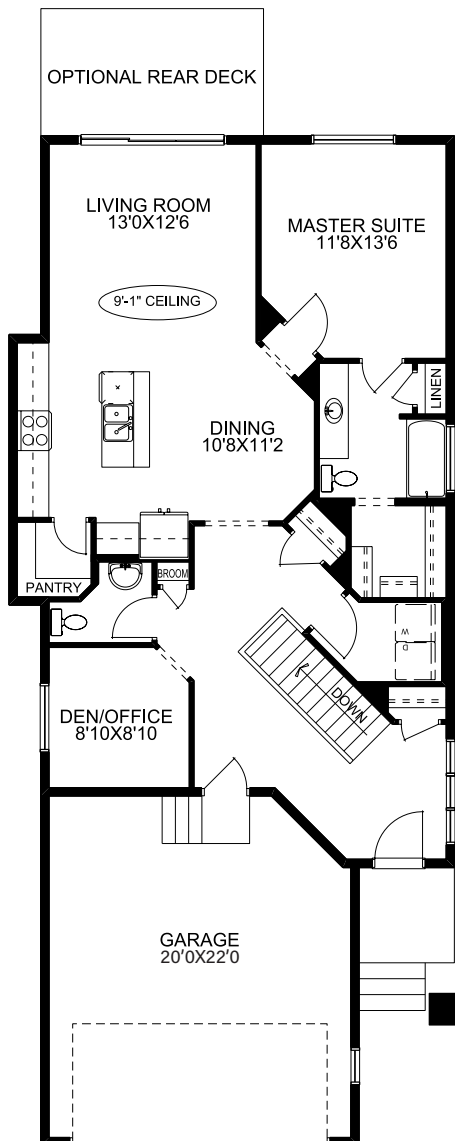 OPTIONAL REAR DECK
LIVING ROOM
13'0X12'6
MASTER SUITE
11'8X13'6
9'-1" CEILING
LINEN
DINING
10'8X11'2
PANTRY
BROOM
W
D
DOWN
DEN/OFFICE
8'10X8'10
GARAGE
20'0X22'0